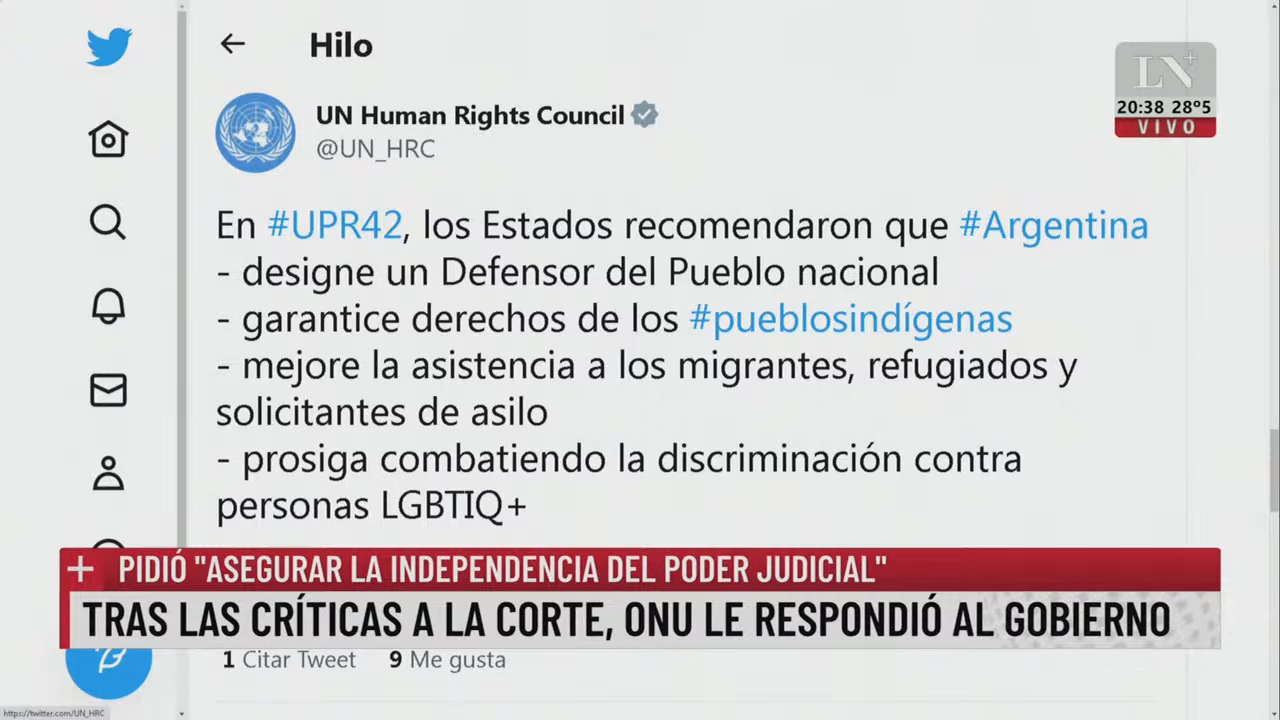 Hilo
UN Human Rights Council
@UN_HRC
LN+
20:38 28º5
VIVO
En #UPR42, los Estados recomendaron que #Argentina
- designe un Defensor del Pueblo nacional
- garantice derechos de los #pueblosindígenas
- mejore la asistencia a los migrantes, refugiados y
solicitantes de asilo
- prosiga combatiendo la discriminación contra
personas LGBTIQ+
+ PIDIÓ "ASEGURAR LA INDEPENDENCIA DEL PODER JUDICIAL"
TRAS LAS CRÍTICAS A LA CORTE, ONU LE RESPONDIÓ AL GOBIERNO
1 Citar Tweet 9 Me gusta
https://twitter.com/UN_HRC